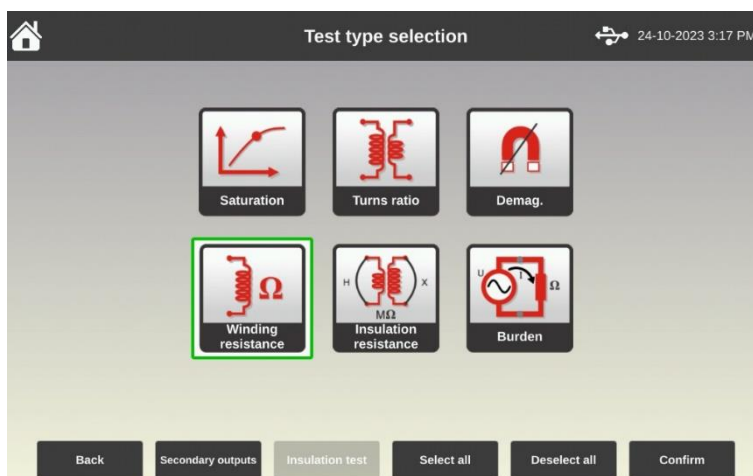 Test type selection
24-10-2023 3:17 PM
Saturation
Turns ratio
Demag.
Ω
Winding
resistance
H
X
MΩ
Insulation
resistance
U
I
Ω
Burden
Back
Secondary outputs
Insulation test
Select all
Deselect all
Confirm